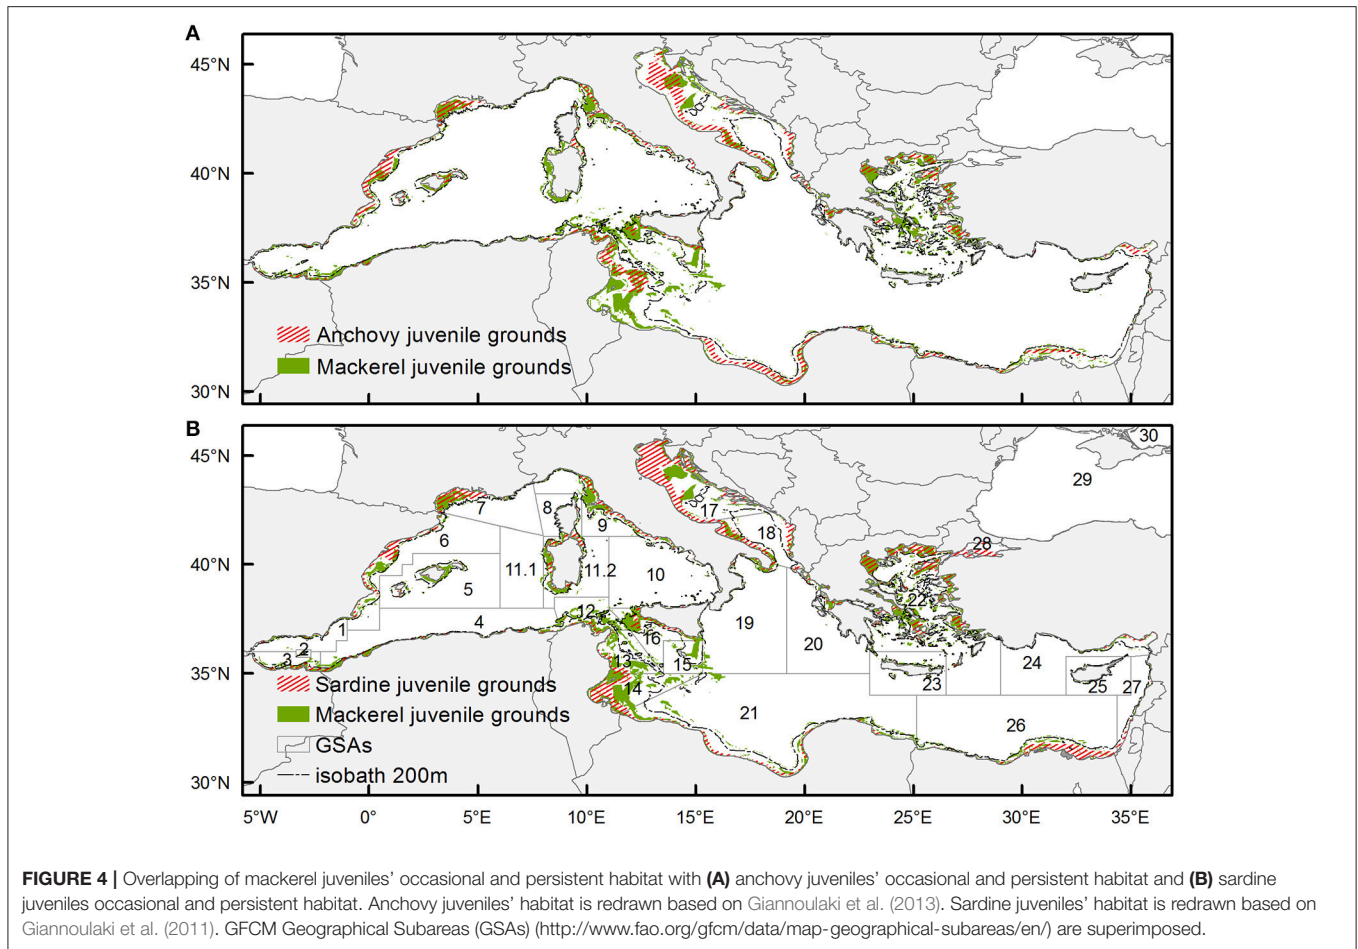 A
45°N
40°N
35°N
30°N
Anchovy juvenile grounds
Mackerel juvenile grounds
B
45°N
40°N
35°N
30°N
30
29
28
7
8
9
17
18
6
11.1
11.2
10
5
22
12
4
19
1
16
20
2
3
13
15
24
14
23
25
27
21
26
Sardine juvenile grounds
Mackerel juvenile grounds
GSAs
isobath 200m
5°W 0° 5°E 10°E 15°E 20°E 25°E 30°E 35°E
FIGURE 4 | Overlapping of mackerel juveniles’ occasional and persistent habitat with (A) anchovy juveniles’ occasional and persistent habitat and (B) sardine
juveniles occasional and persistent habitat. Anchovy juveniles’ habitat is redrawn based on Giannoulaki et al. (2013). Sardine juveniles’ habitat is redrawn based on
Giannoulaki et al. (2011). GFCM Geographical Subareas (GSAs) (http://www.fao.org/gfcm/data/map-geographical-subareas/en/) are superimposed.